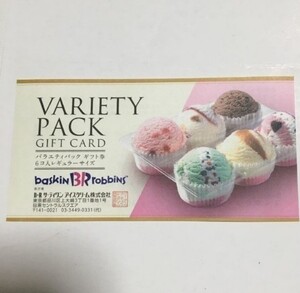 VARIETY
PACK
GIFT CARD
バラエティパック ギフト券
6コ入レギュラーサイズ
baskin BR robbins
発行者
B-R サーティワン アイスクリーム株式会社
東京都品川区上大崎3丁目1番1号
目黒セントラルスクエア
〒141-0021 03-3449-0331(代)